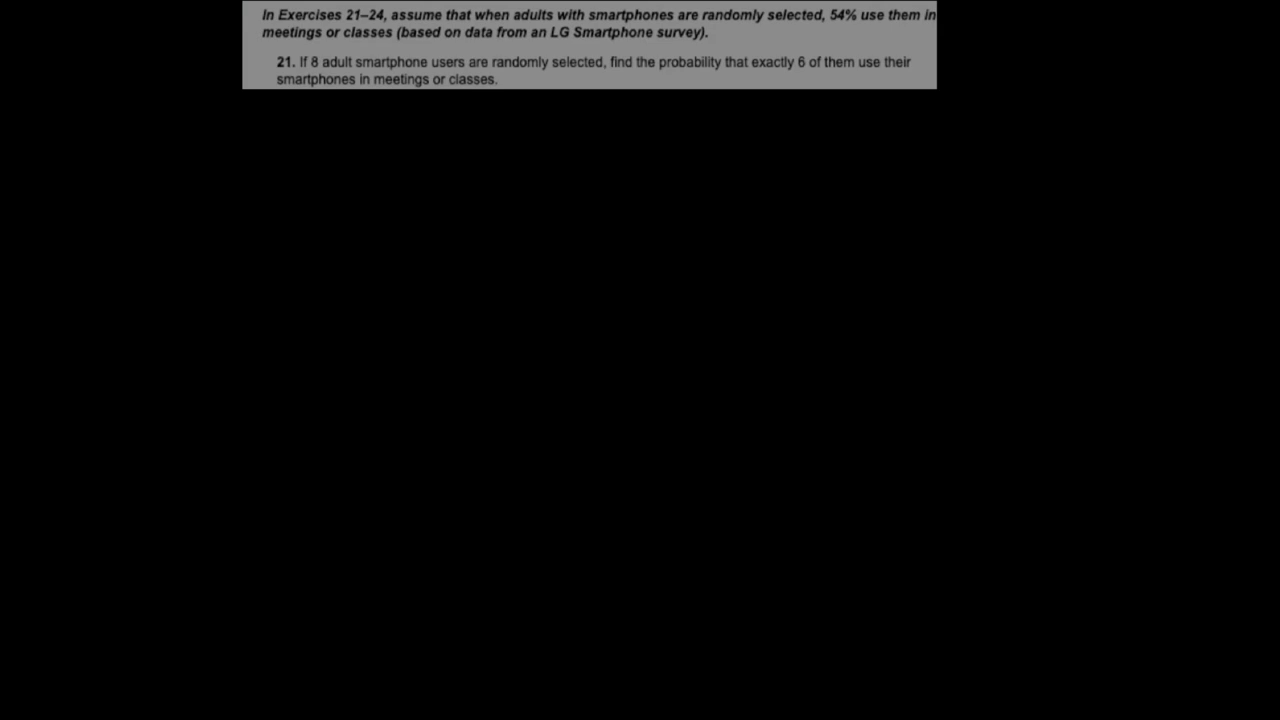 In Exercises 21–24, assume that when adults with smartphones are randomly selected, 54% use them in
meetings or classes (based on data from an LG Smartphone survey).
21. If 8 adult smartphone users are randomly selected, find the probability that exactly 6 of them use their
smartphones in meetings or classes.